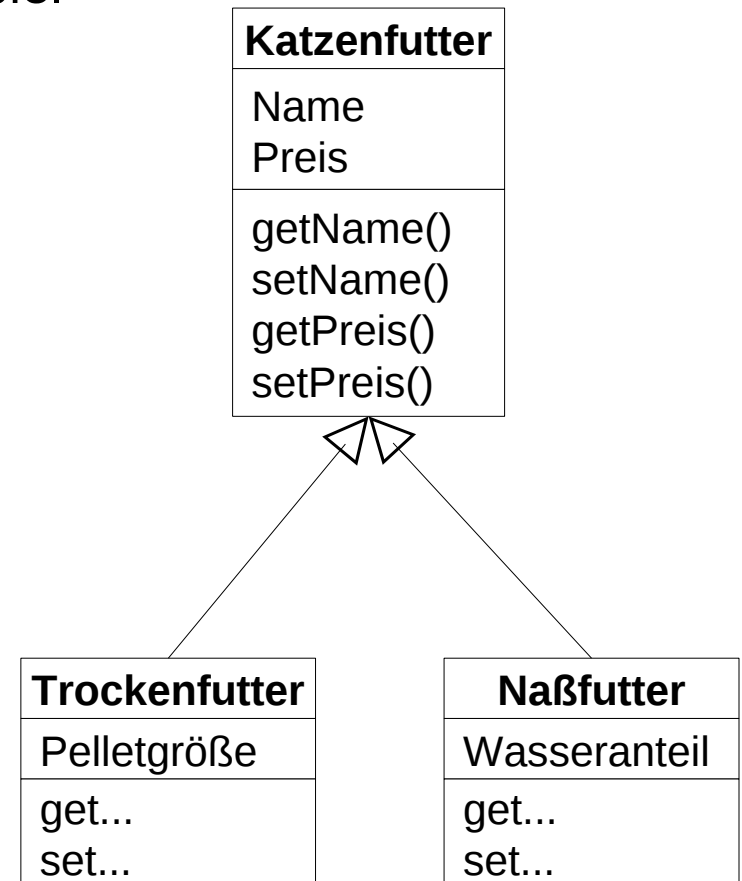 Katzenfutter
Name
Preis
getName()
setName()
getPreis()
setPreis()
Trockenfutter
Pelletgröße
get...
set...
Naßfutter
Wasseranteil
get...
set...